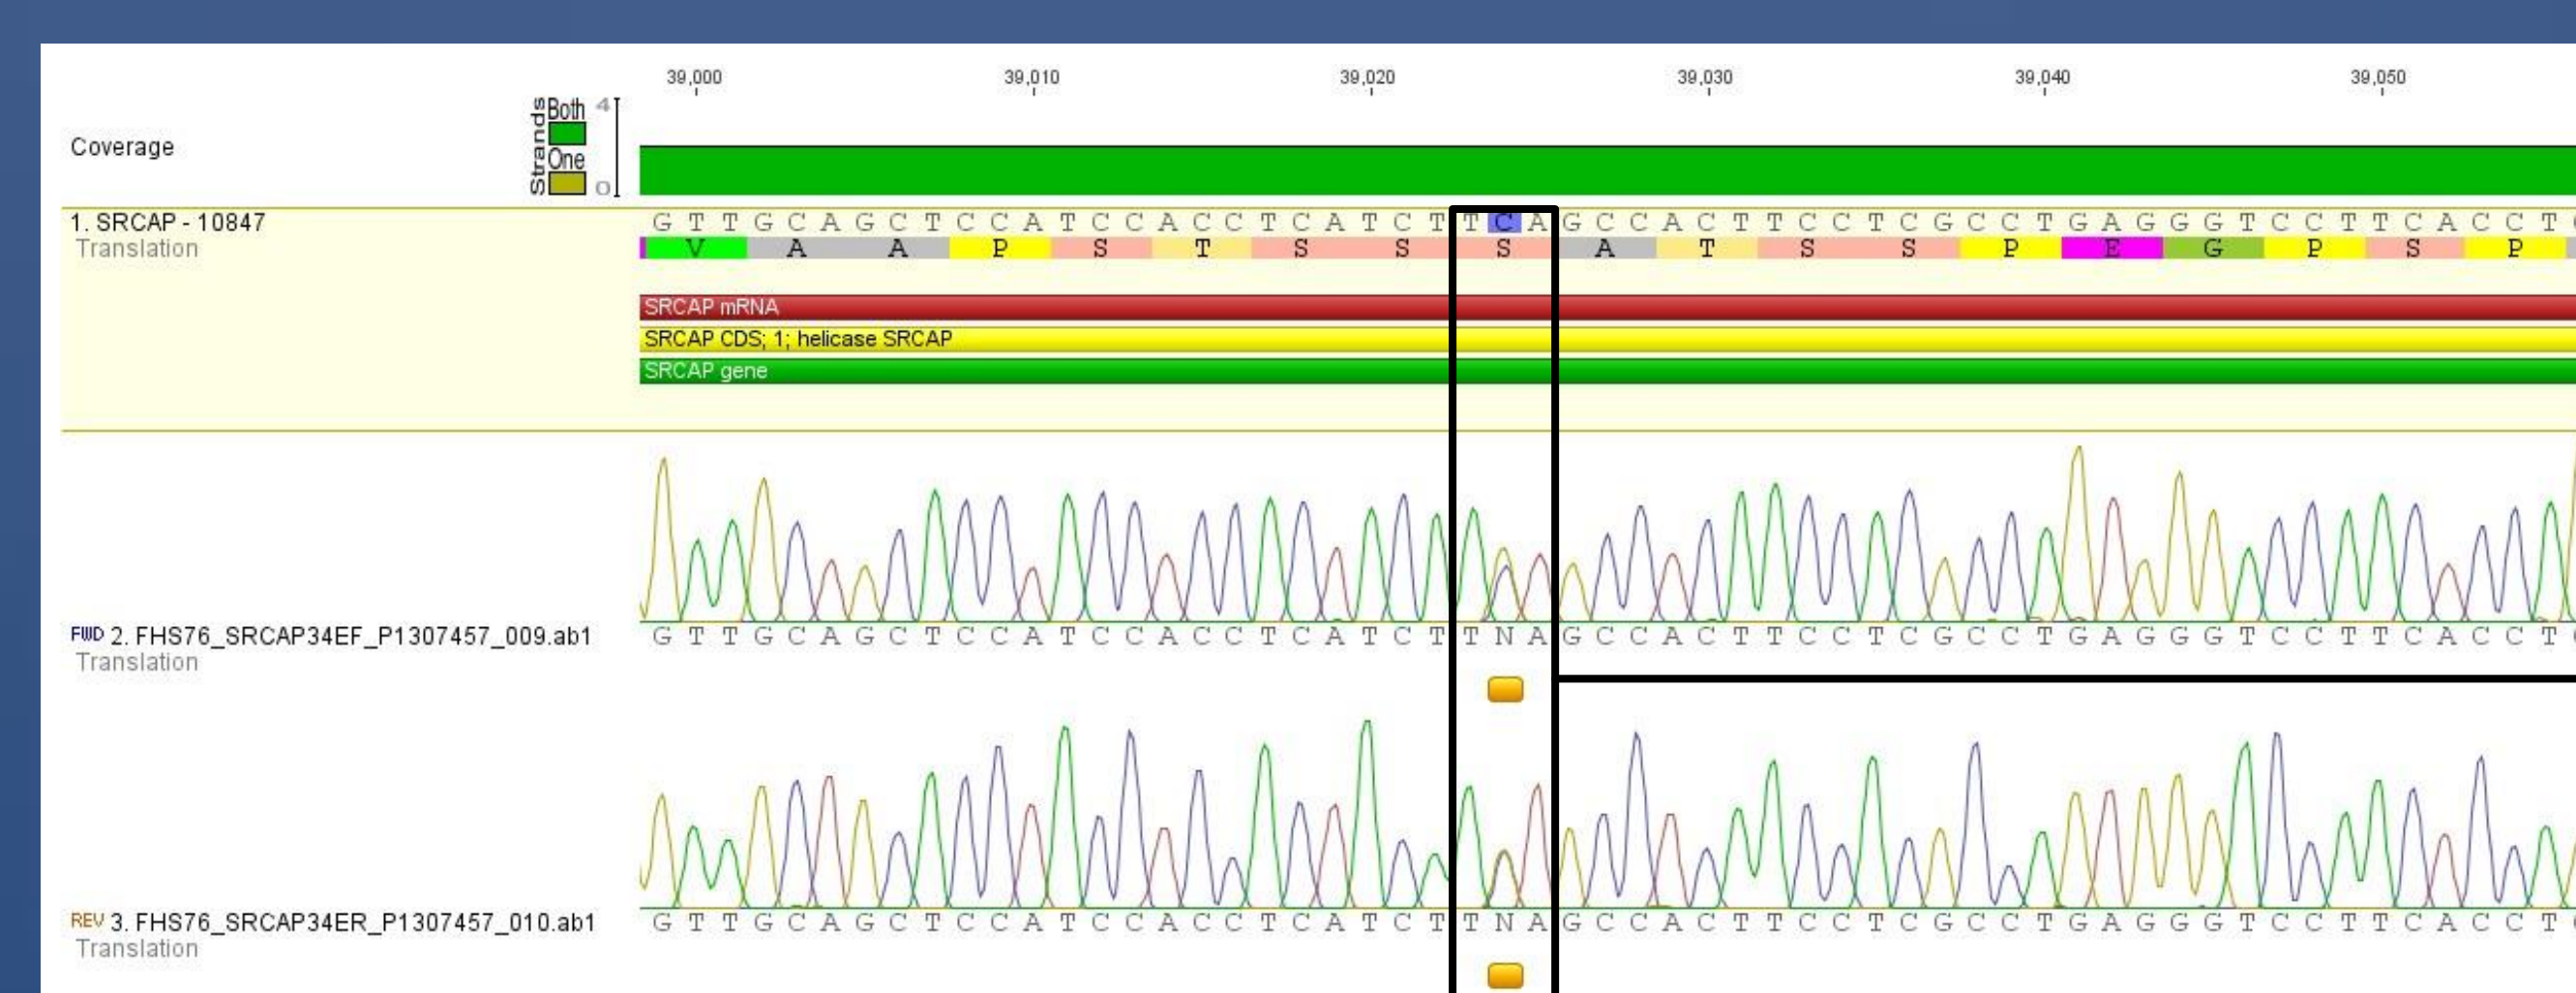 39,000 39,010 39,020 39,030 39,040 39,050
Strands
Both 4
One 0
Coverage
1. SRCAP - 10847 G T T G C A G C T C C A T C C A C C T C A T C T T C A G C C A C T T C C T C G C C T G A G G G T C C T T C A C C T
Translation V A A P S T S S S A T S S P E G P S P
SRCAP mRNA
SRCAP CDS; 1; helicase SRCAP
SRCAP gene
FWD 2. FHS76_SRCAP34EF_P1307457_009.ab1 G T T G C A G C T C C A T C C A C C T C A T C T T N A G C C A C T T C C T C G C C T G A G G G T C C T T C A C C T
Translation
REV 3. FHS76_SRCAP34ER_P1307457_010.ab1 G T T G C A G C T C C A T C C A C C T C A T C T T N A G C C A C T T C C T C G C C T G A G G G T C C T T C A C C T
Translation